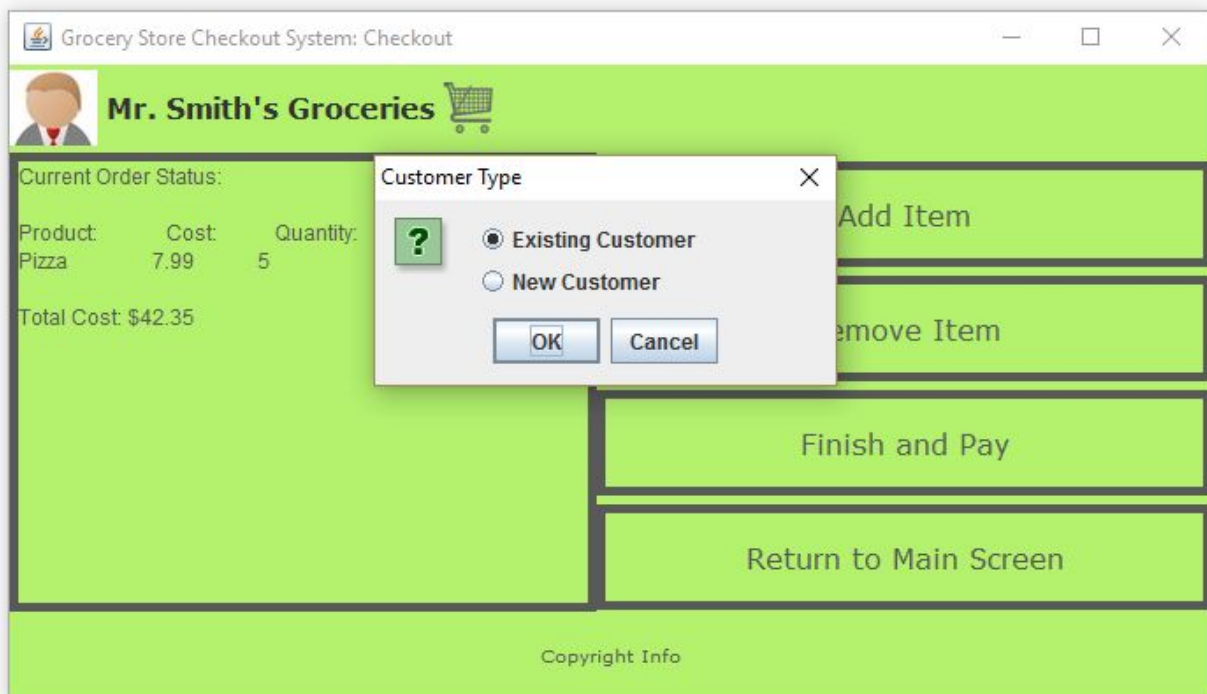 Grocery Store Checkout System: Checkout
Mr. Smith's Groceries
Current Order Status:
Product: Cost: Quantity:
Pizza 7.99 5
Total Cost: $42.35
Customer Type
?
Existing Customer
New Customer
OK Cancel
Add Item
emove Item
Finish and Pay
Return to Main Screen
Copyright Info